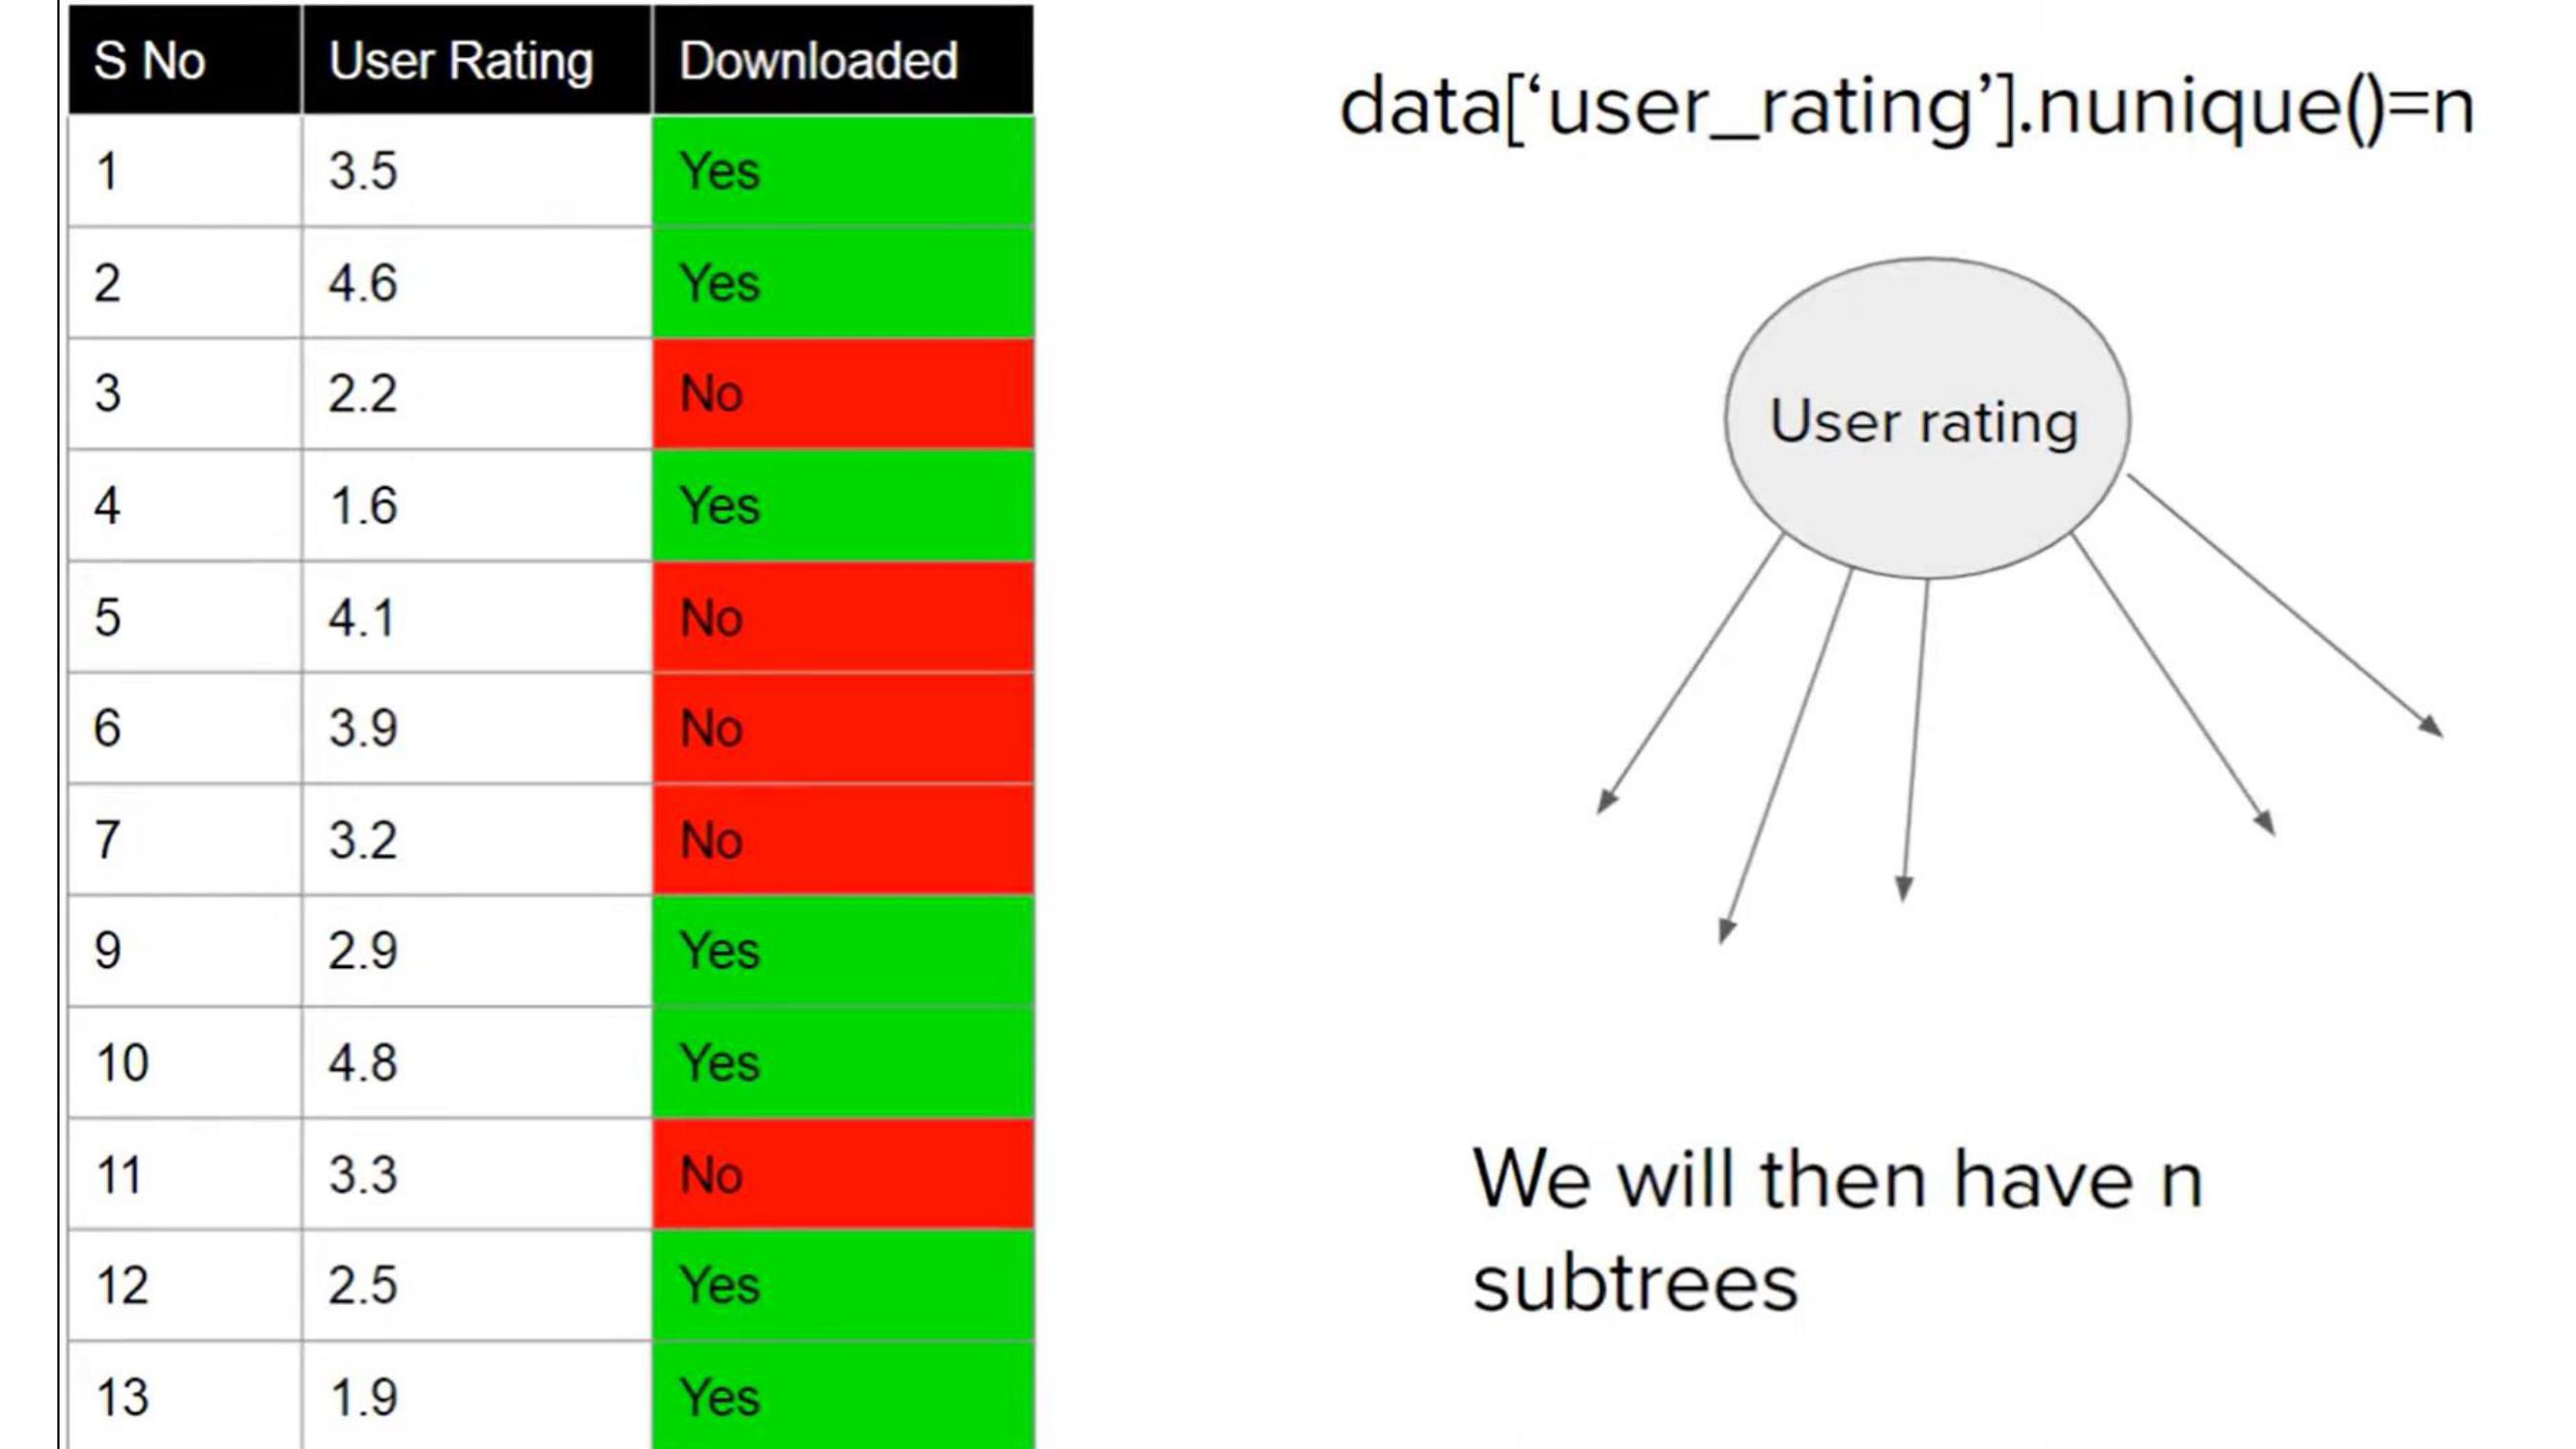 S No User Rating Downloaded
1 3.5 Yes
2 4.6 Yes
3 2.2 No
4 1.6 Yes
5 4.1 No
6 3.9 No
7 3.2 No
9 2.9 Yes
10 4.8 Yes
11 3.3 No
12 2.5 Yes
13 1.9 Yes
data[‘user_rating’].nunique()=n
User rating
We will then have n
subtrees